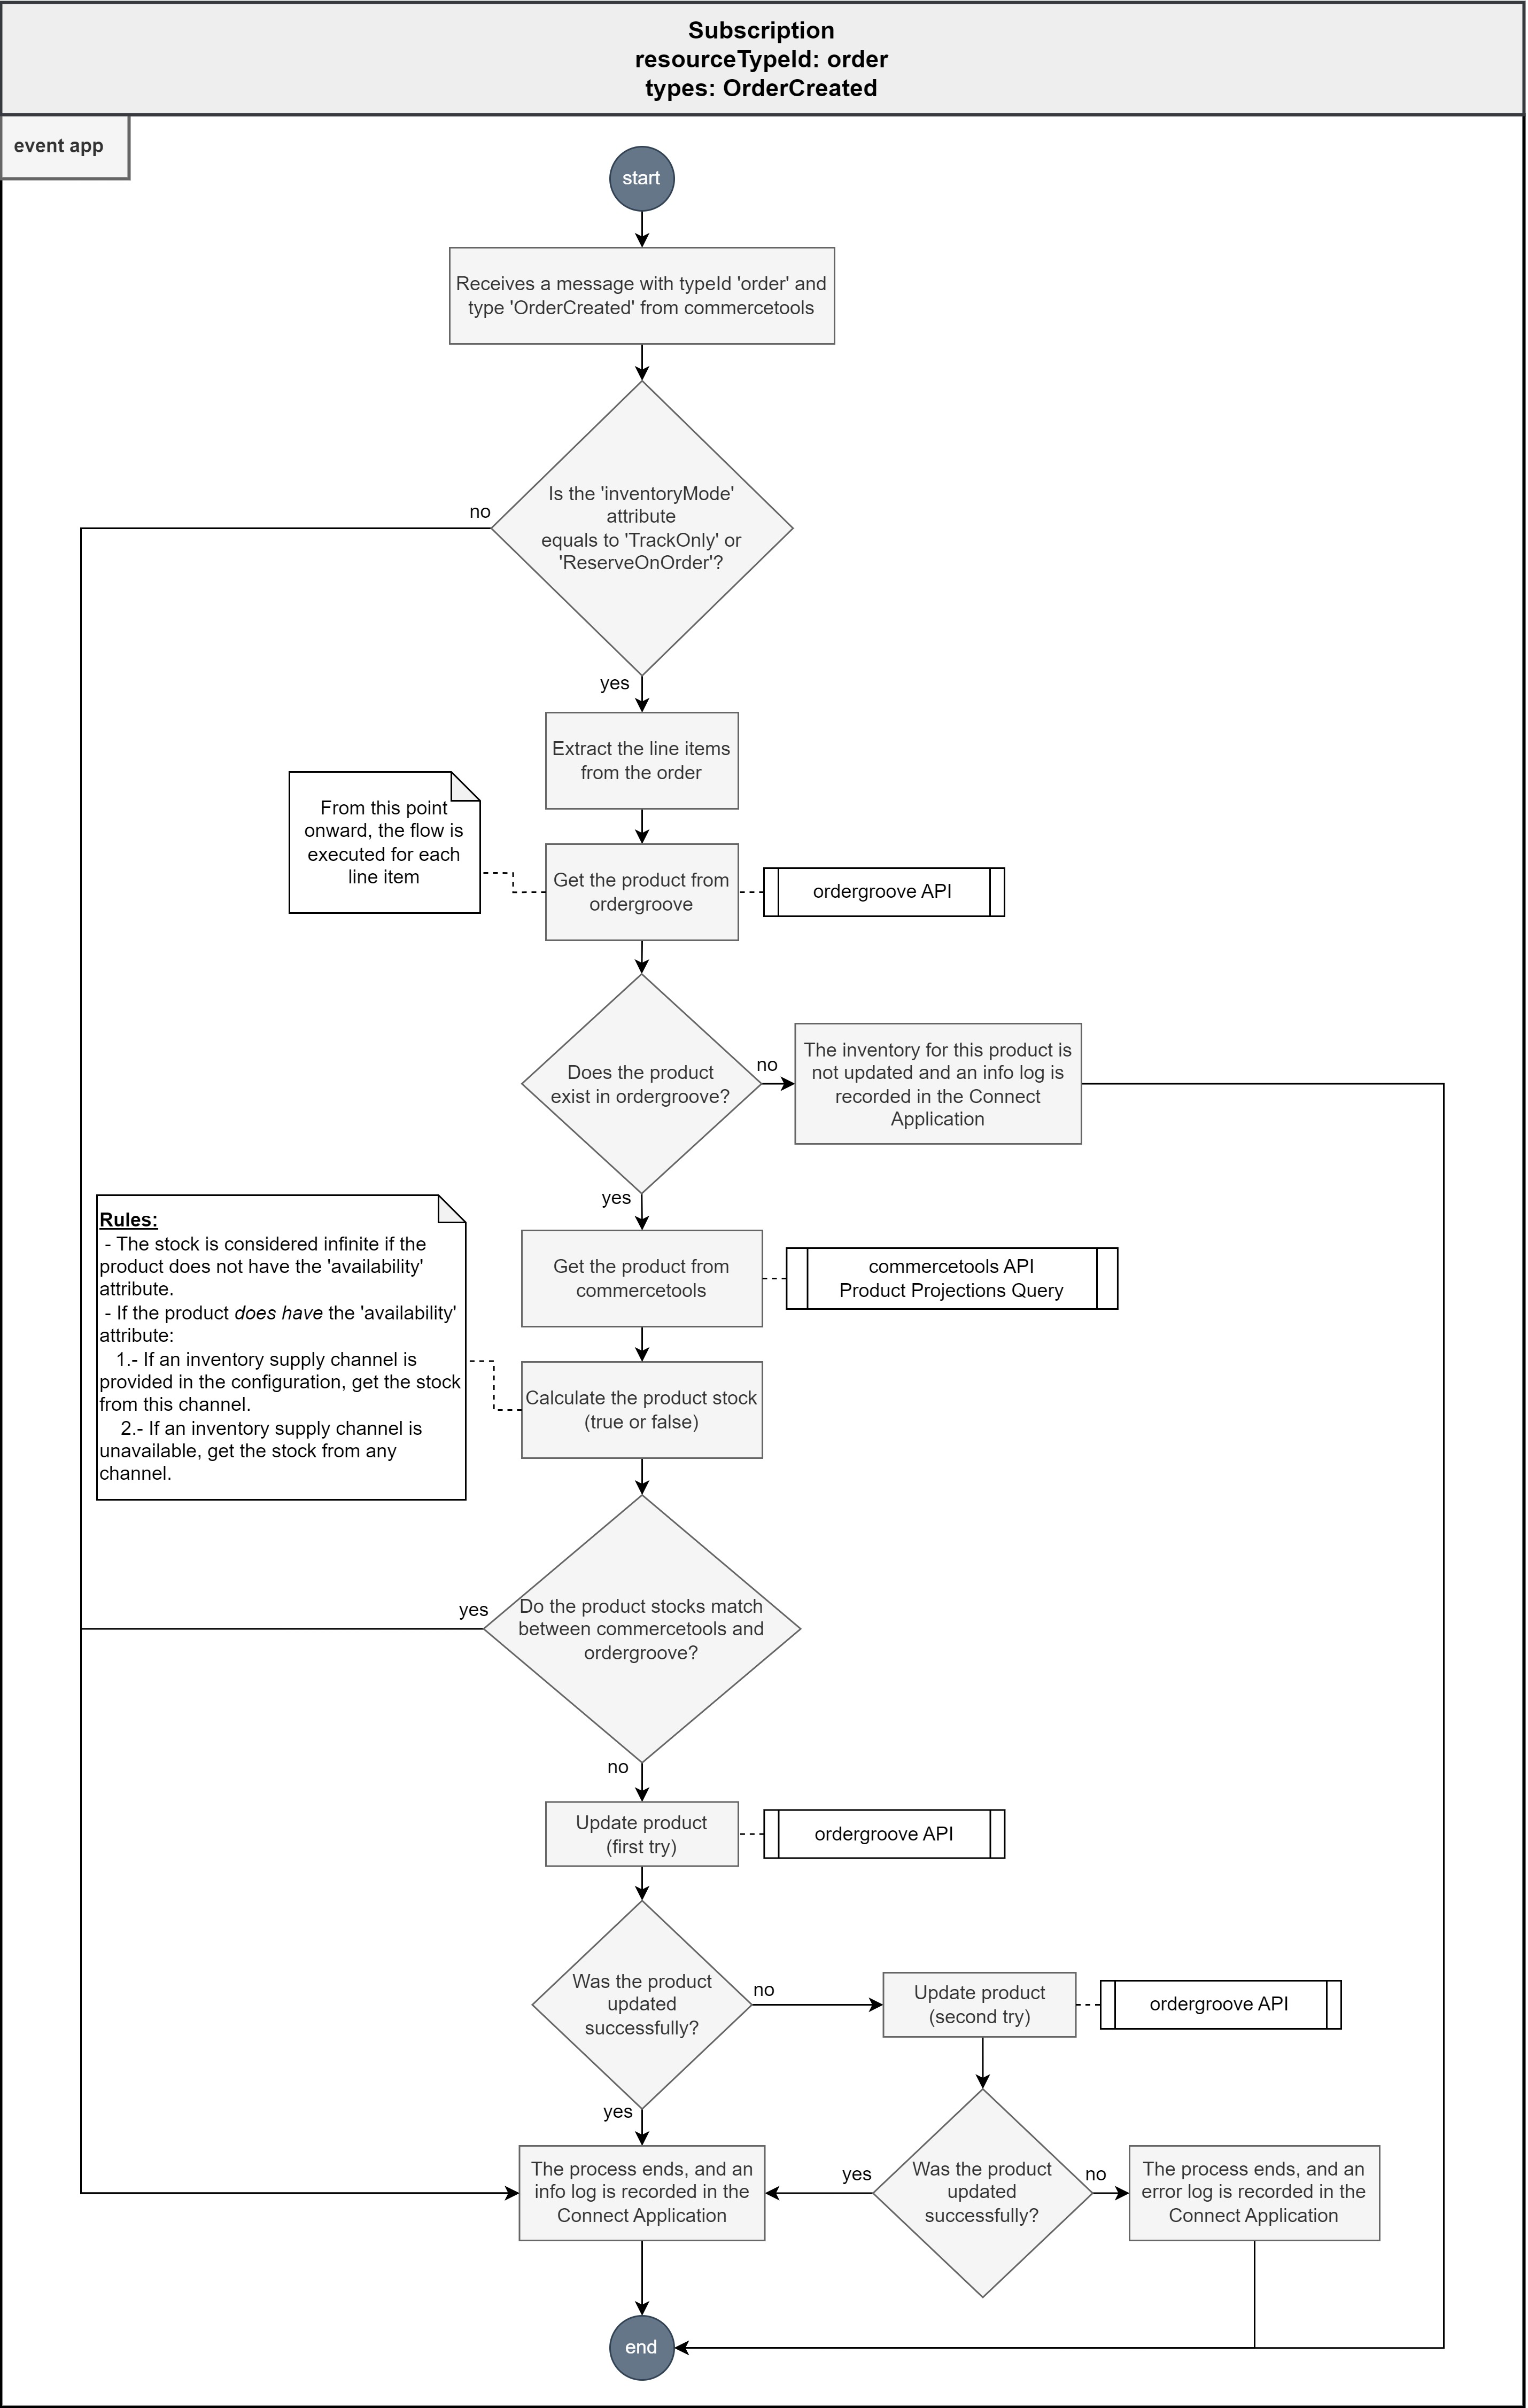 Subscription
resourceTypeId: order
types: OrderCreated
event app
start
Receives a message with typeId 'order' and
type 'OrderCreated' from commercetools
Is the 'inventoryMode'
attribute
equals to 'TrackOnly' or
'ReserveOnOrder'?
no
yes
Extract the line items
from the order
From this point
onward, the flow is
executed for each
line item
Get the product from
ordergroove
ordergroove API
Does the product
exist in ordergroove?
no
The inventory for this product is
not updated and an info log is
recorded in the Connect
Application
yes
Rules:
- The stock is considered infinite if the
product does not have the 'availability'
attribute.
- If the product does have the 'availability'
attribute:
1.- If an inventory supply channel is
provided in the configuration, get the stock
from this channel.
2.- If an inventory supply channel is
unavailable, get the stock from any
channel.
Get the product from
commercetools
commercetools API
Product Projections Query
Calculate the product stock
(true or false)
Do the product stocks match
between commercetools and
ordergroove?
yes
no
Update product
(first try)
ordergroove API
Was the product
updated
successfully?
no
Update product
(second try)
ordergroove API
yes
The process ends, and an
info log is recorded in the
Connect Application
yes
Was the product
updated
successfully?
no
The process ends, and an
error log is recorded in the
Connect Application
end